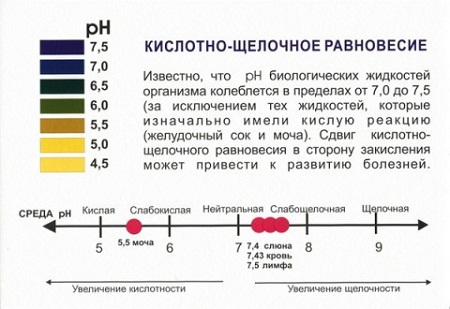 pH
7,5
7,0
6,5
6,0
5,5
5,0
4,5
КИСЛОТНО-ЩЕЛОЧНОЕ РАВНОВЕСИЕ
Известно, что рН биологических жидкостей
организма колеблется в пределах от 7,0 до 7,5
(за исключением тех жидкостей, которые
изначально имели кислую реакцию
(желудочный сок и моча). Сдвиг кислотно-
щелочного равновесия в сторону закисления
может привести к развитию болезней.
СРЕДА рН
Кислая Слабокислая Нейтральная Слабощелочная Щелочная
5 6 7 8 9
5,5 моча
7,4 слюна
7,43 кровь
7,5 лимфа
Увеличение кислотности
Увеличение щелочности